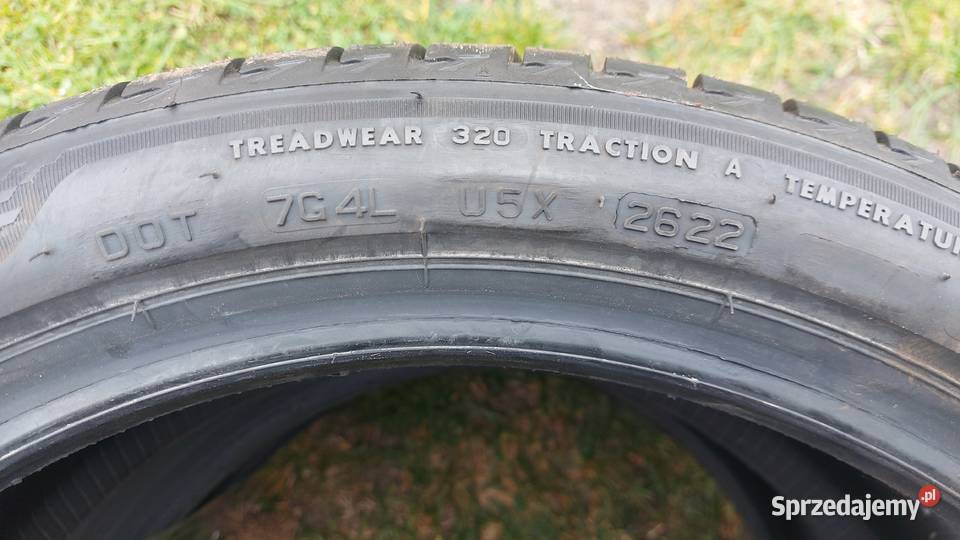 TREADWEAR 320 TRACTION A TEMPERATUR
DOT 7G4L U5X 2622
Sprzedajemy.pl